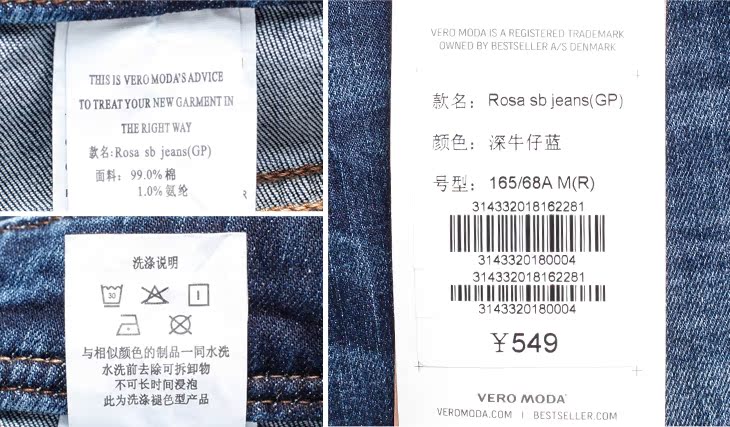 THIS IS VERO MODA'S ADVICE
TO TREAT YOUR NEW GARMENT IN
THE RIGHT WAY
款名:Rosa sb jeans(GP)
面料: 99.0% 棉
1.0% 氨纶
洗涤说明
30
与相似颜色的制品一同水洗
水洗前去除可拆卸物
不可长时间浸泡
此为洗涤褪色型产品
VERO MODA IS A REGISTERED TRADEMARK
OWNED BY BESTSELLER A/S DENMARK
款名: Rosa sb jeans(GP)
颜色: 深牛仔蓝
号型: 165/68A M(R)
314332018162281
3143320180004
314332018162281
3143320180004
￥549
VERO MODA
VEROMODA.COM | BESTSELLER.COM